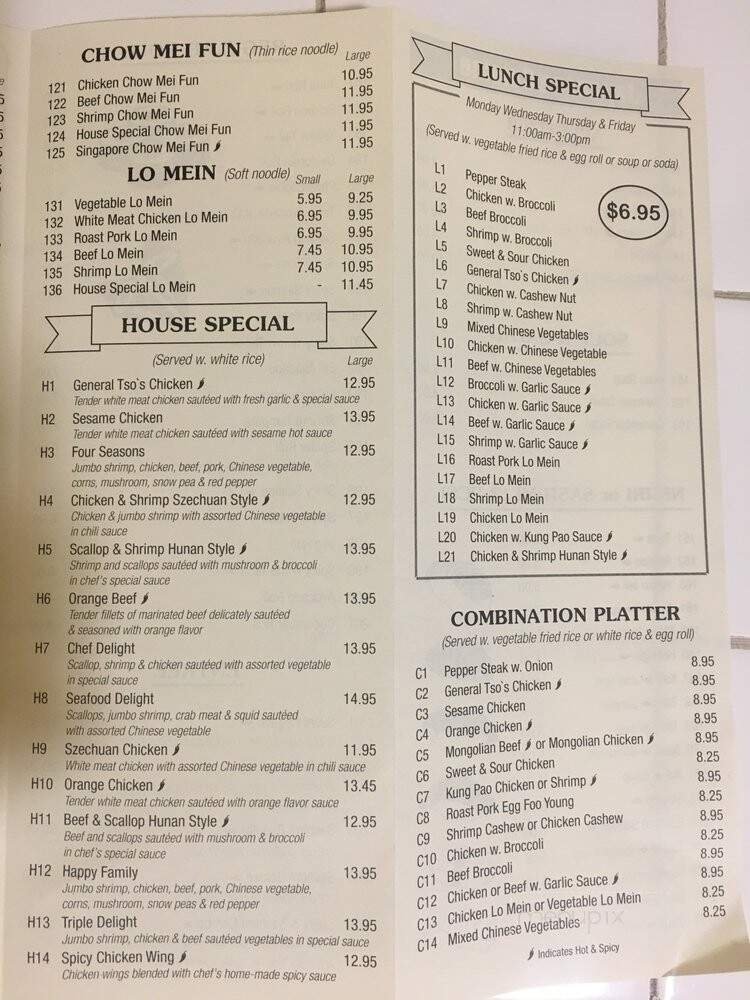 CHOW MEI FUN (Thin rice noodle) Large
121 Chicken Chow Mei Fun 10.95
122 Beef Chow Mei Fun 11.95
123 Shrimp Chow Mei Fun 11.95
124 House Special Chow Mei Fun 11.95
125 Singapore Chow Mei Fun 11.95
LO MEIN (Soft noodle) Small Large
131 Vegetable Lo Mein 5.95 9.25
132 White Meat Chicken Lo Mein 6.95 9.95
133 Roast Pork Lo Mein 6.95 9.95
134 Beef Lo Mein 7.45 10.95
135 Shrimp Lo Mein 7.45 10.95
136 House Special Lo Mein - 11.45
HOUSE SPECIAL
(Served w. white rice) Large
H1 General Tso`s Chicken 12.95
Tender white meat chicken sautéed with fresh garlic & special sauce
H2 Sesame Chicken 13.95
Tender white meat chicken sautéed with sesame hot sauce
H3 Four Seasons 12.95
Jumbo shrimp, chicken, beef, pork, Chinese vegetable,
corns, mushroom, snow pea & red pepper
H4 Chicken & Shrimp Szechuan Style 12.95
Chicken & jumbo shrimp with assorted Chinese vegetable
in chili sauce
H5 Scallop & Shrimp Hunan Style 13.95
Shrimp and scallops sautéed with mushroom & broccoli
in chef's special sauce
H6 Orange Beef 13.95
Tender fillets of marinated beef delicately sautéed
& seasoned with orange flavor
H7 Chef Delight 13.95
Scallop, shrimp & chicken sautéed with assorted vegetable
in special sauce
H8 Seafood Delight 14.95
Scallops, jumbo shrimp, crab meat & squid sautéed
with assorted Chinese vegetable
H9 Szechuan Chicken 11.95
White meat chicken with assorted Chinese vegetable in chili sauce
H10 Orange Chicken 13.45
Tender white meat chicken sautéed with orange flavor sauce
H11 Beef & Scallop Hunan Style 12.95
Beef and scallops sautéed with mushroom & broccoli
in chef's special sauce
H12 Happy Family 13.95
Jumbo shrimp, chicken, beef, pork, Chinese vegetable,
corns, mushroom, snow peas & red pepper
H13 Triple Delight 13.95
Jumbo shrimp, chicken & beef sautéed vegetables in special sauce
H14 Spicy Chicken Wing 12.95
Chicken wings blended with chef's home-made spicy sauce
LUNCH SPECIAL
Monday Wednesday Thursday & Friday
11:00am-3:00pm
(Served w. vegetable fried rice & egg roll or soup or soda)
$6.95
L1 Pepper Steak
L2 Chicken w. Broccoli
L3 Beef Broccoli
L4 Shrimp w. Broccoli
L5 Sweet & Sour Chicken
L6 General Tso's Chicken
L7 Chicken w. Cashew Nut
L8 Shrimp w. Cashew Nut
L9 Mixed Chinese Vegetables
L10 Chicken w. Chinese Vegetable
L11 Beef w. Chinese Vegetables
L12 Broccoli w. Garlic Sauce
L13 Chicken w. Garlic Sauce
L14 Beef w. Garlic Sauce
L15 Shrimp w. Garlic Sauce
L16 Roast Pork Lo Mein
L17 Beef Lo Mein
L18 Shrimp Lo Mein
L19 Chicken Lo Mein
L20 Chicken w. Kung Pao Sauce
L21 Chicken & Shrimp Hunan Style
COMBINATION PLATTER
(Served w. vegetable fried rice or white rice & egg roll)
C1 Pepper Steak w. Onion 8.95
C2 General Tso`s Chicken 8.95
C3 Sesame Chicken 8.95
C4 Orange Chicken 8.95
C5 Mongolian Beef or Mongolian Chicken 8.95
C6 Sweet & Sour Chicken 8.25
C7 Kung Pao Chicken or Shrimp 8.95
C8 Roast Pork Egg Foo Young 8.25
C9 Shrimp Cashew or Chicken Cashew 8.95
C10 Chicken w. Broccoli 8.25
C11 Beef Broccoli 8.95
C12 Chicken or Beef w. Garlic Sauce 8.95
C13 Chicken Lo Mein or Vegetable Lo Mein 8.25
C14 Mixed Chinese Vegetables 8.25
Indicates Hot & Spicy